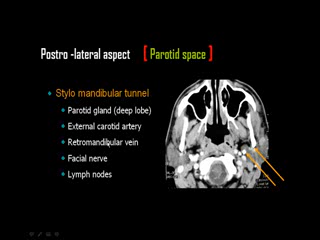 Postro -lateral aspect [ Parotid space ]
Stylo mandibular tunnel
Parotid gland (deep lobe)
External carotid artery
Retromandibular vein
Facial nerve
Lymph nodes